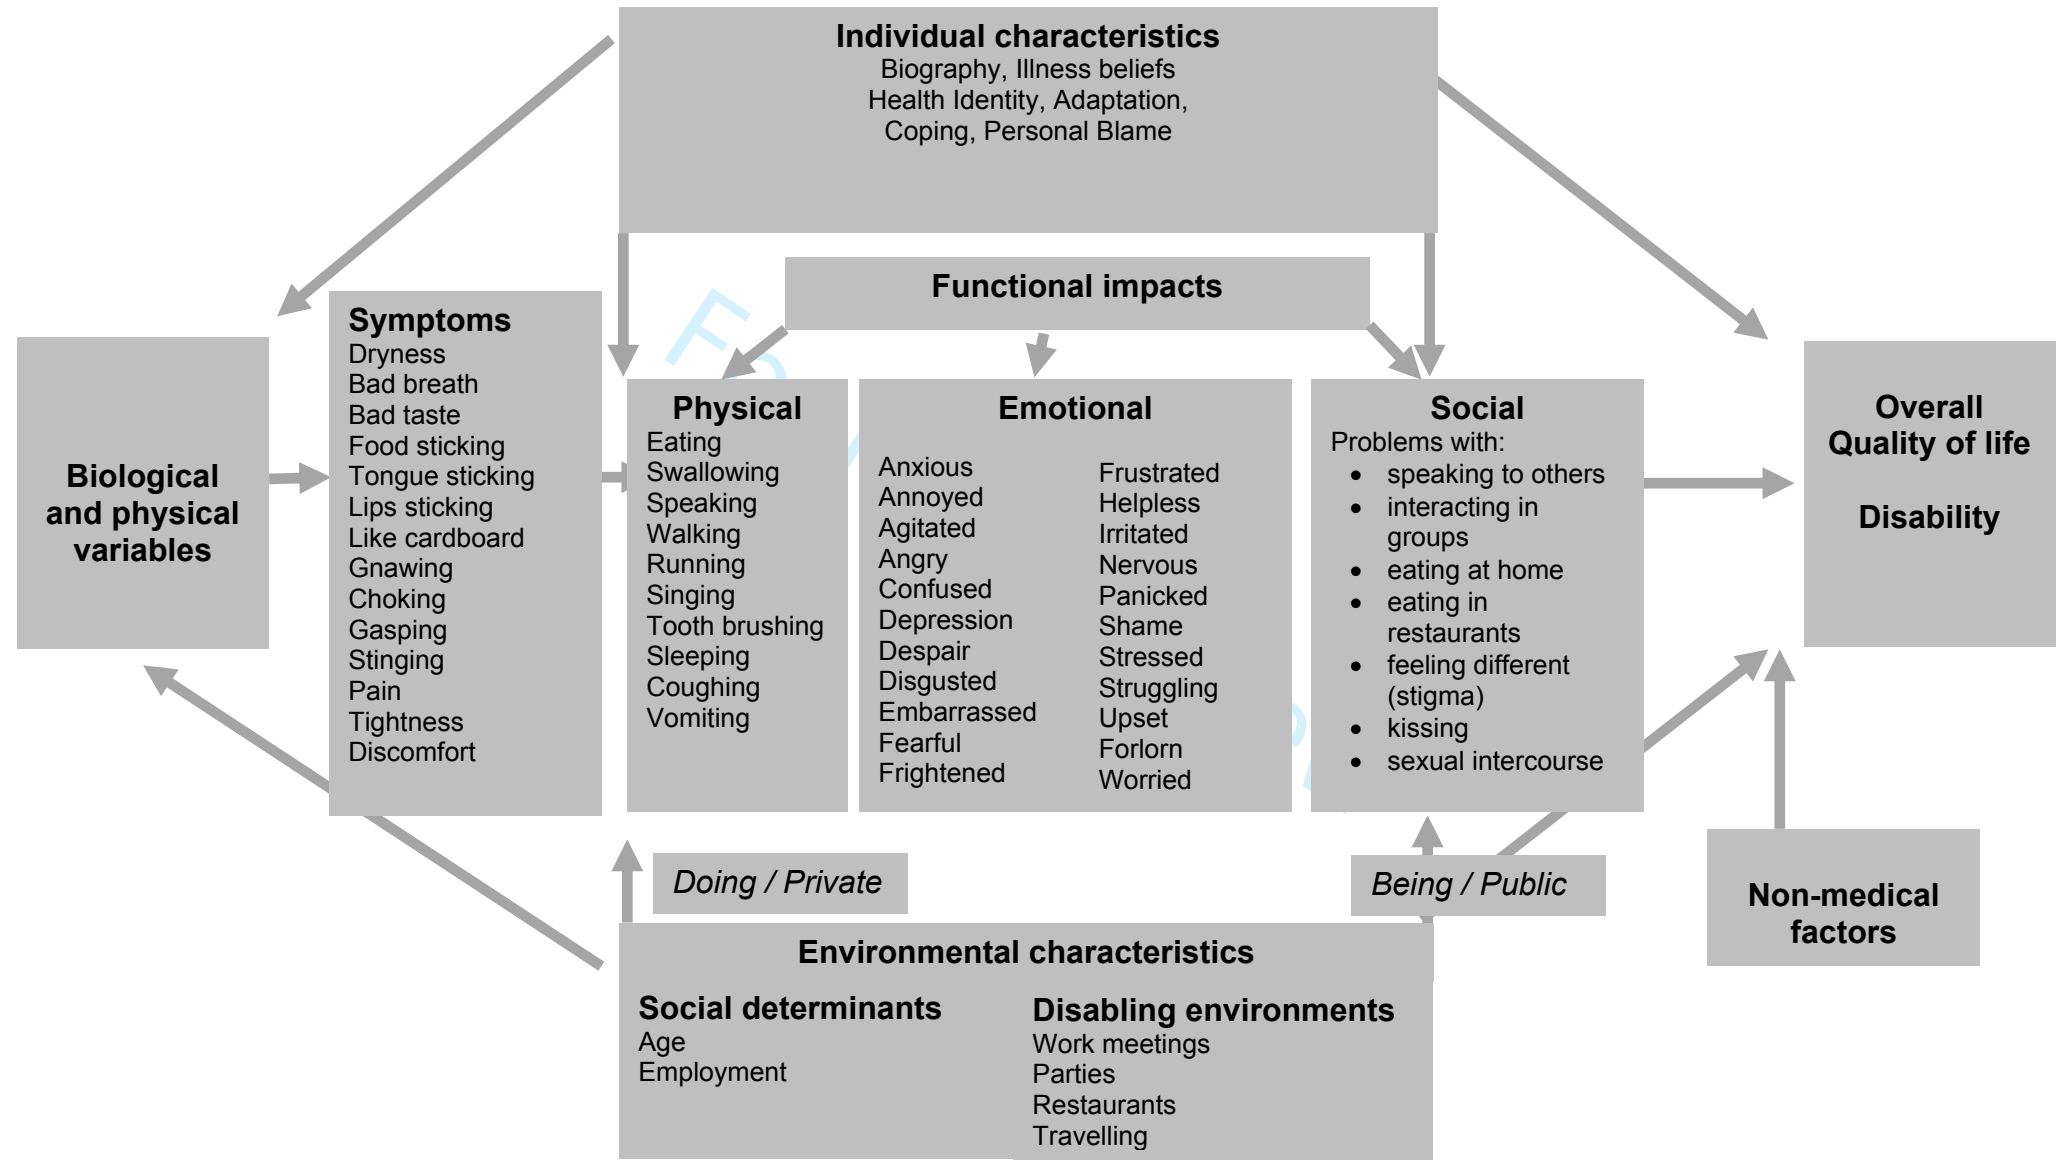 Individual characteristics
Biography, Illness beliefs
Health Identity, Adaptation,
Coping, Personal Blame
Functional impacts
Biological
and physical
variables
Symptoms
Dryness
Bad breath
Bad taste
Food sticking
Tongue sticking
Lips sticking
Like cardboard
Gnawing
Choking
Gasping
Stinging
Pain
Tightness
Discomfort
Physical
Eating
Swallowing
Speaking
Walking
Running
Singing
Tooth brushing
Sleeping
Coughing
Vomiting
Emotional
Anxious
Annoyed
Agitated
Angry
Confused
Depression
Despair
Disgusted
Embarrassed
Fearful
Frightened
Frustrated
Helpless
Irritated
Nervous
Panicked
Shame
Stressed
Struggling
Upset
Forlorn
Worried
Social
Problems with:
• speaking to others
• interacting in
groups
• eating at home
• eating in
restaurants
• feeling different
(stigma)
• kissing
• sexual intercourse
Overall
Quality of life
Disability
Doing / Private
Being / Public
Non-medical
factors
Environmental characteristics
Social determinants
Age
Employment
Disabling environments
Work meetings
Parties
Restaurants
Travelling